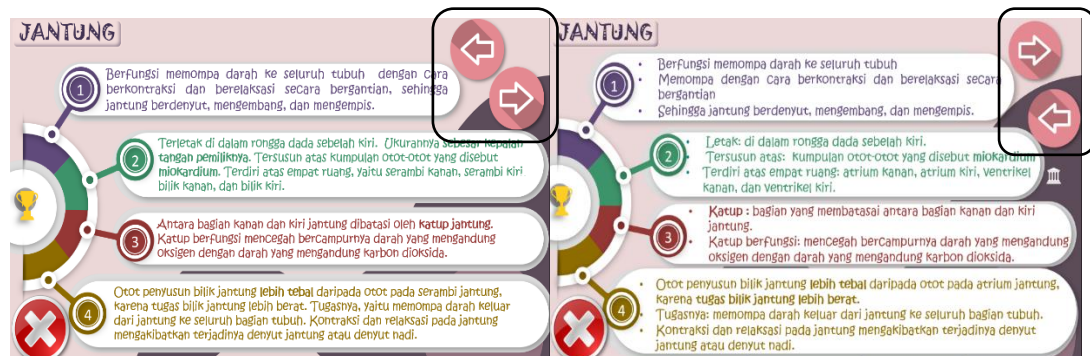 JANTUNG
1
Berfungsi memompa darah ke seluruh tubuh dengan cara
berkontraksi dan berelaksasi secara bergantian, sehingga
jantung berdenyut, mengembang, dan mengempis.
2
Terletak di dalam rongga dada sebelah kiri. Ukurannya sebesar kepalan
tangan pemiliknya. Tersusun atas kumpulan otot-otot yang disebut
miokardium. Terdiri atas empat ruang, yaitu serambi kanan, serambi kiri
bilik kanan, dan bilik kiri.
3
Antara bagian kanan dan kiri jantung dibatasi oleh katup jantung.
Katup berfungsi mencegah bercampurnya darah yang mengandung
oksigen dengan darah yang mengandung karbon dioksida.
4
Otot penyusun bilik jantung lebih tebal daripada otot pada serambi jantung,
karena tugas bilik jantung lebih berat. Tugasnya, yaitu memompa darah keluar
dari jantung ke seluruh bagian tubuh. Kontraksi dan relaksasi pada jantung
mengakibatkan terjadinya denyut jantung atau denyut nadi.
JANTUNG
1
• Berfungsi memompa darah ke seluruh tubuh
• Memompa dengan cara berkontraksi dan berelaksasi secara
bergantian
• Sehingga jantung berdenyut, mengembang, dan mengempis.
2
• Letak: di dalam rongga dada sebelah kiri.
• Tersusun atas: kumpulan otot-otot yang disebut miokardium
• Terdiri atas empat ruang: atrium kanan, atrium kiri, ventrikel
kanan, dan ventrikel kiri.
3
• Katup : bagian yang membatasai antara bagian kanan dan kiri
jantung.
• Katup berfungsi: mencegah bercampurnya darah yang mengandung
oksigen dengan darah yang mengandung karbon dioksida.
4
• Otot penyusun bilik jantung lebih tebal daripada otot pada atrium jantung,
karena tugas bilik jantung lebih berat.
• Tugasnya: memompa darah keluar dari jantung ke seluruh bagian tubuh.
• Kontraksi dan relaksasi pada jantung mengakibatkan terjadinya denyut
jantung atau denyut nadi.